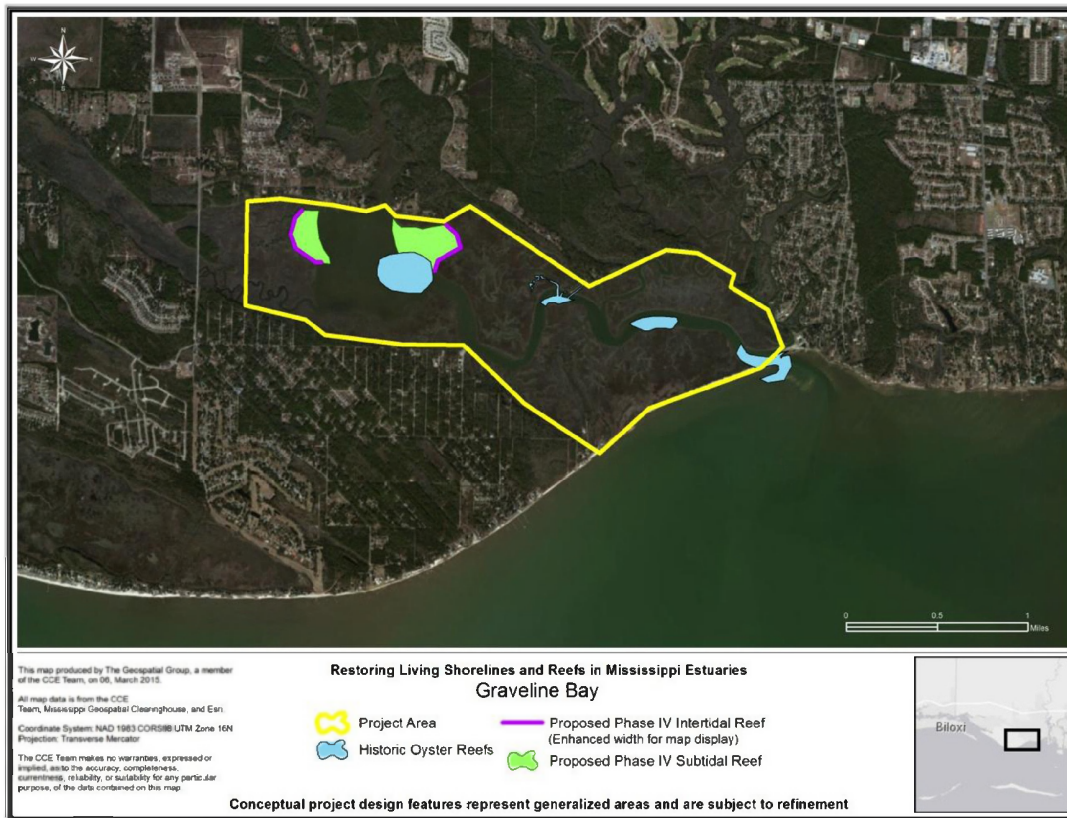 N
W
E
S
0
0.5
1
Miles
This map produced by The Geospatial Group, a member
of the CCE Team, on 06, March 2015.
All map data is from the CCE
Team, Mississippi Geospatial Clearinghouse, and Esri.
Coordinate System: NAD 1983 UTM Zone 16N
Projection: Transverse Mercator
The CCE Team makes no warranties, expressed or
implied, as to the accuracy, completeness,
currentness, reliability, or suitability for any particular
purpose, of the data contained on this map.
Restoring Living Shorelines and Reefs in Mississippi Estuaries
Graveline Bay
Project Area
Historic Oyster Reefs
Proposed Phase IV Intertidal Reef
(Enhanced width for map display)
Proposed Phase IV Subtidal Reef
Conceptual project design features represent generalized areas and are subject to refinement
Biloxi